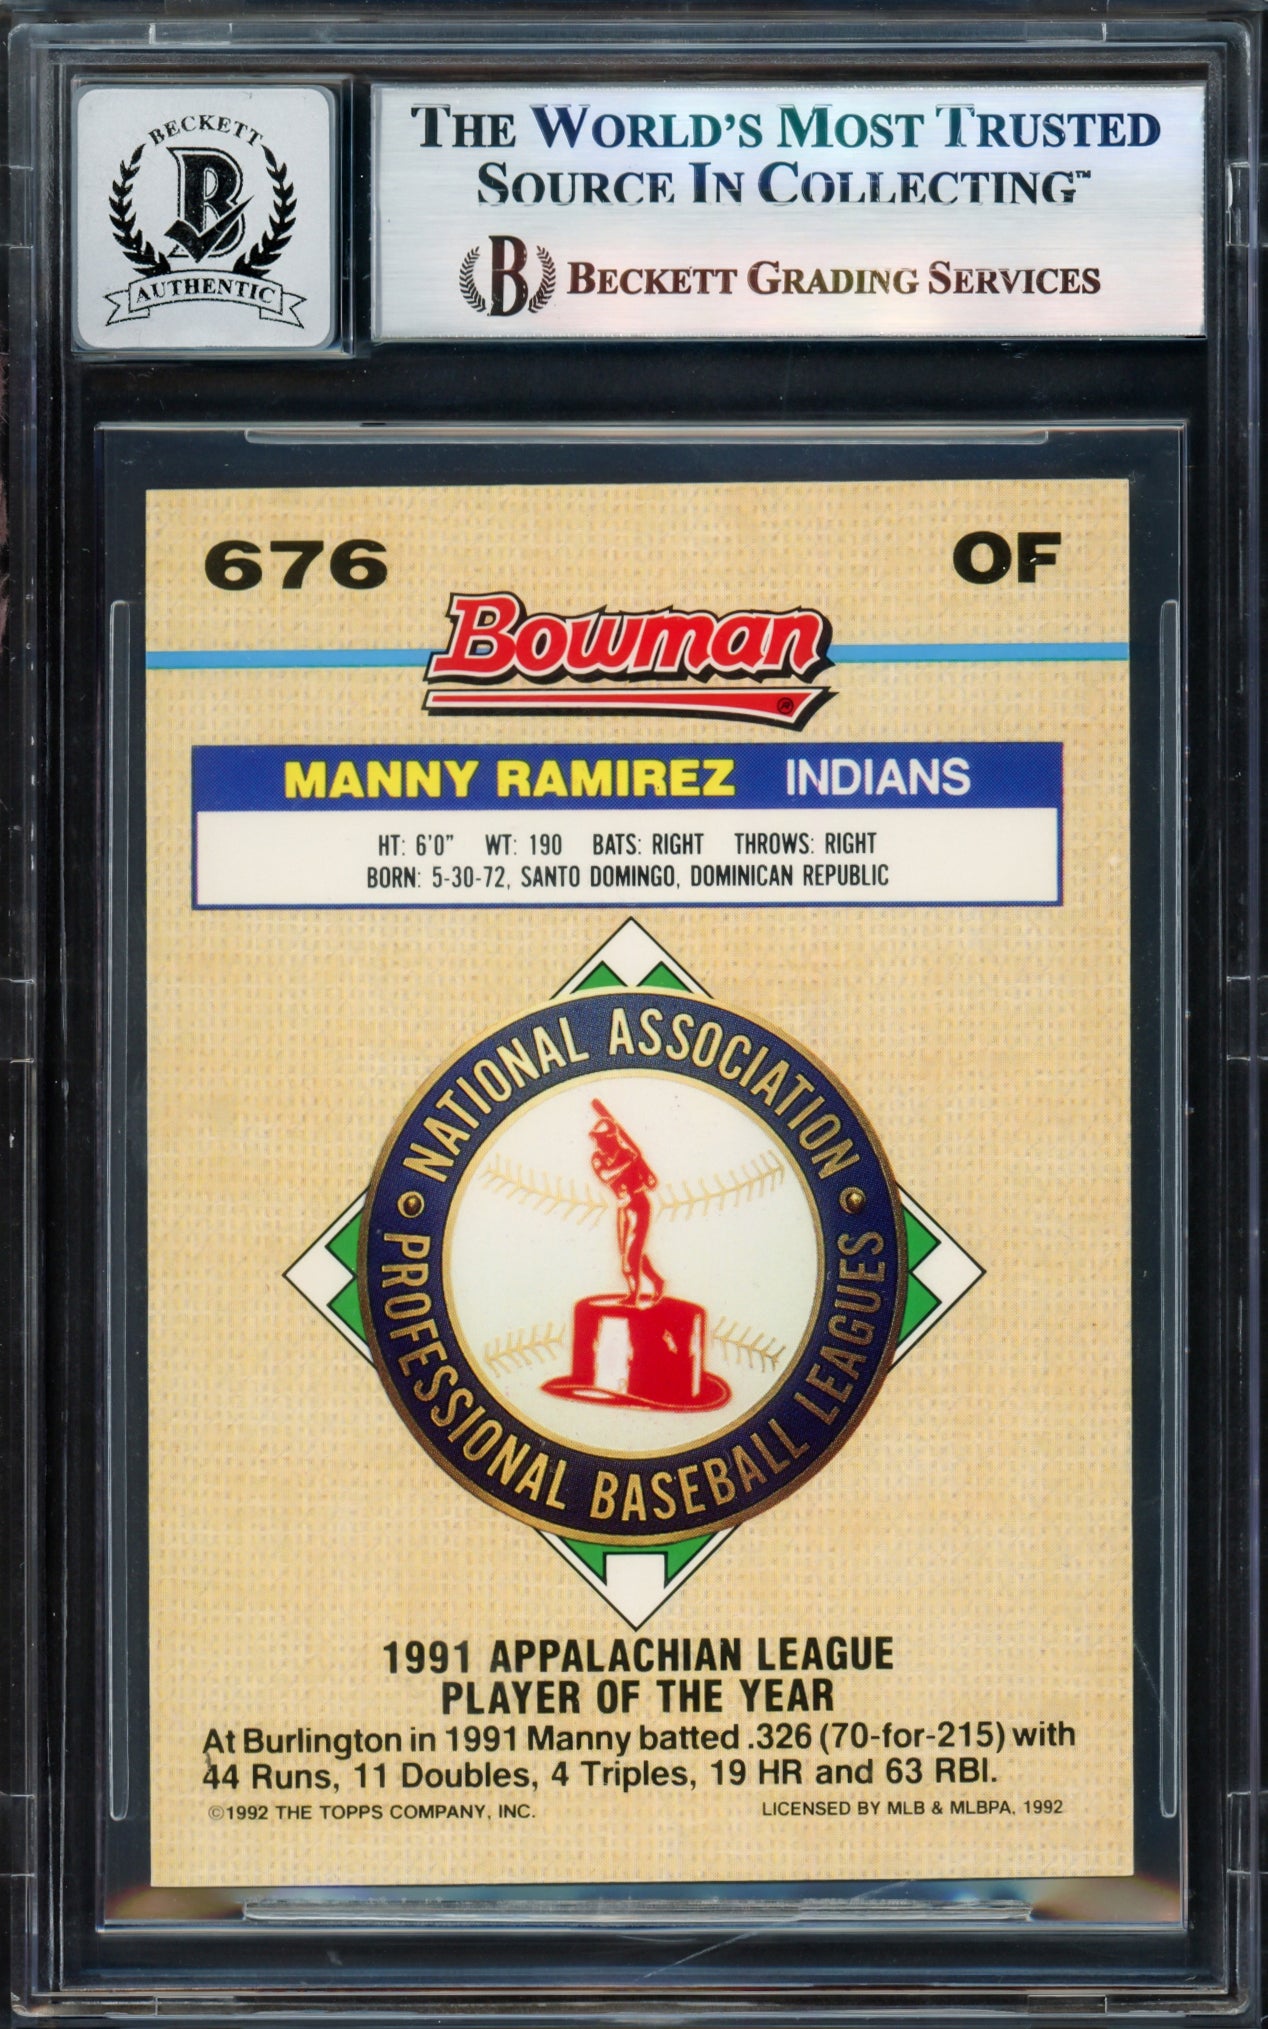 BECKETT
B
AUTHENTIC
THE WORLD'S MOST TRUSTED
SOURCE IN COLLECTING™
B BECKETT GRADING SERVICES
676 OF
Bowman
®
MANNY RAMIREZ INDIANS
HT: 6'0" WT: 190 BATS: RIGHT THROWS: RIGHT
BORN: 5-30-72, SANTO DOMINGO, DOMINICAN REPUBLIC
NATIONAL ASSOCIATION
PROFESSIONAL BASEBALL LEAGUES
1991 APPALACHIAN LEAGUE
PLAYER OF THE YEAR
At Burlington in 1991 Manny batted .326 (70-for-215) with
44 Runs, 11 Doubles, 4 Triples, 19 HR and 63 RBI.
©1992 THE TOPPS COMPANY, INC. LICENSED BY MLB & MLBPA, 1992